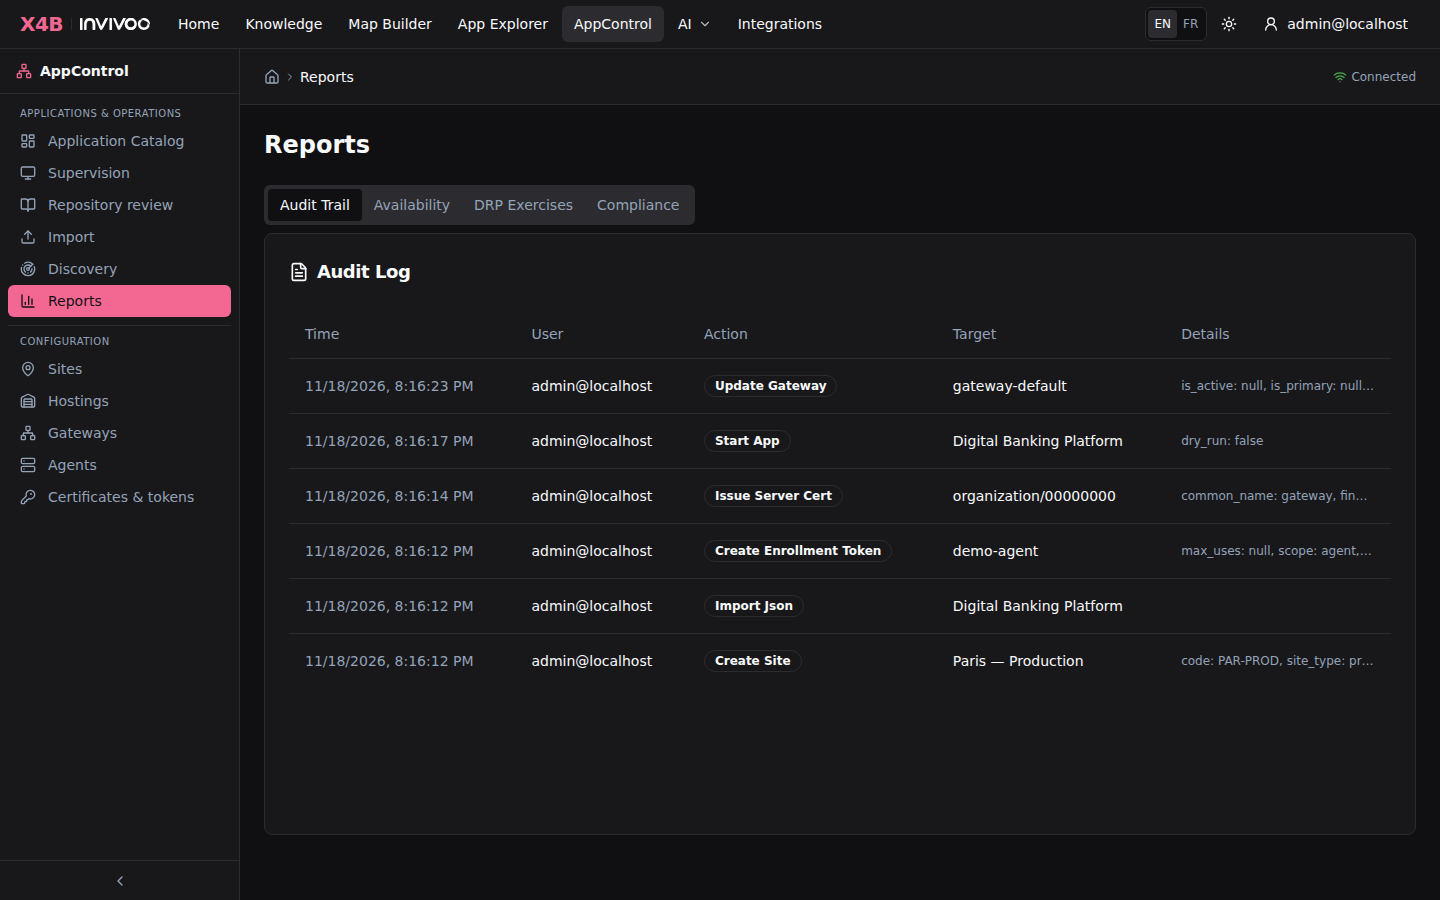 X4B INVIVOO Home Knowledge Map Builder App Explorer AppControl AI Integrations EN FR admin@localhost
AppControl
APPLICATIONS & OPERATIONS
Application Catalog
Supervision
Repository review
Import
Discovery
Reports
CONFIGURATION
Sites
Hostings
Gateways
Agents
Certificates & tokens
Reports Connected
Reports
Audit Trail Availability DRP Exercises Compliance
Audit Log
Time User Action Target Details
11/18/2026, 8:16:23 PM admin@localhost Update Gateway gateway-default is_active: null, is_primary: null...
11/18/2026, 8:16:17 PM admin@localhost Start App Digital Banking Platform dry_run: false
11/18/2026, 8:16:14 PM admin@localhost Issue Server Cert organization/00000000 common_name: gateway, fin...
11/18/2026, 8:16:12 PM admin@localhost Create Enrollment Token demo-agent max_uses: null, scope: agent,...
11/18/2026, 8:16:12 PM admin@localhost Import Json Digital Banking Platform
11/18/2026, 8:16:12 PM admin@localhost Create Site Paris — Production code: PAR-PROD, site_type: pr...